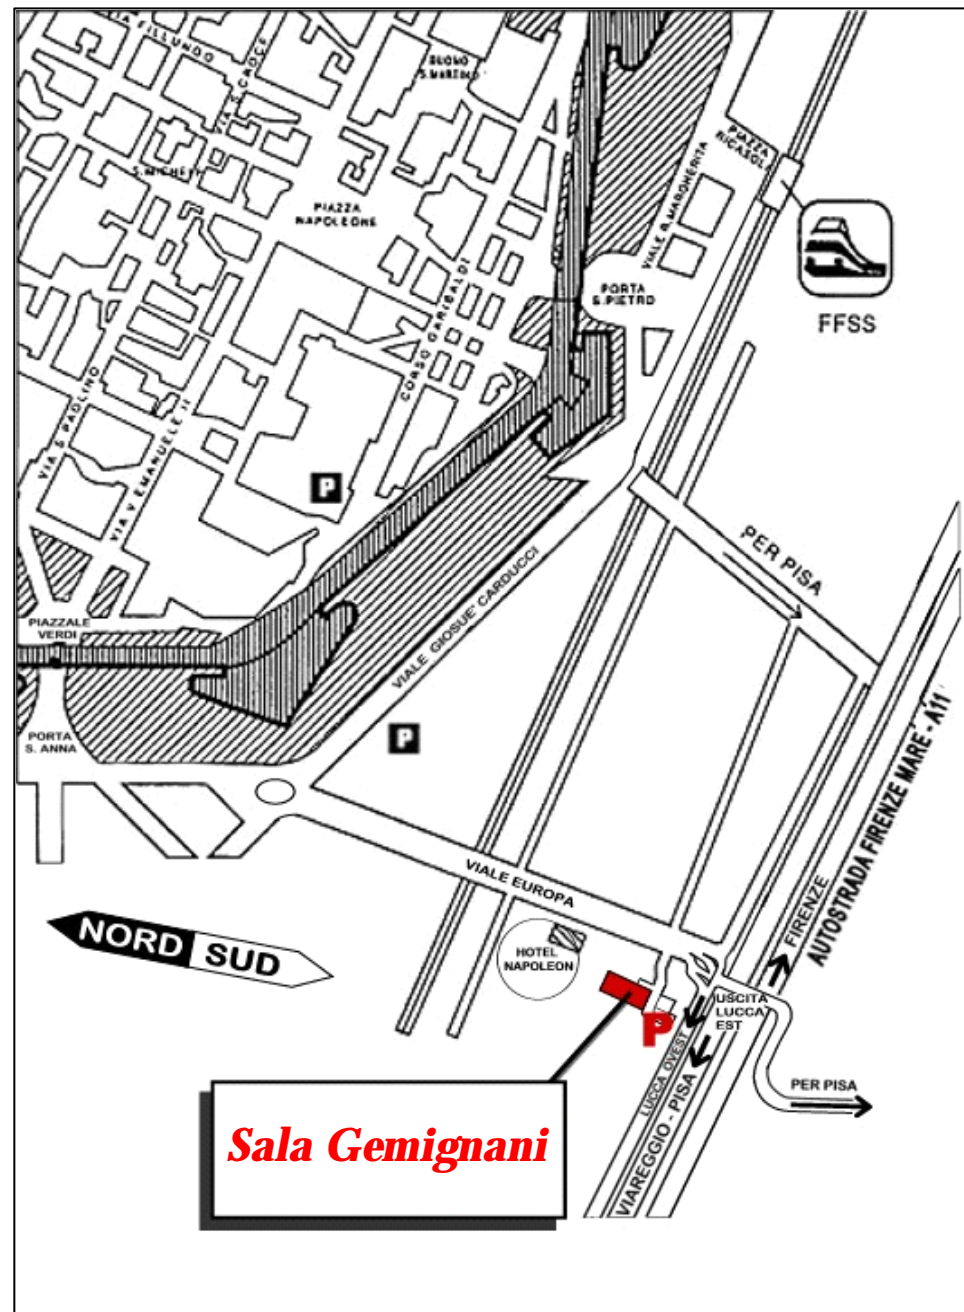 VIA FILLUNDO
VIA S. CROCE
BUONO
S. MARTINO
PIAZZA
RICASOLI
S. MICHELE
PIAZZA
NAPOLEONE
VIALE R. MARGHERITA
PORTA
S. PIETRO
FFSS
CORSO GARIBALDI
VIA S. PAOLINO
VIA V EMANUELE II
P
PER PISA
PIAZZALE
VERDI
VIALE GIOSUE' CARDUCCI
PORTA
S. ANNA
P
AUTOSTRADA FIRENZE MARE - A11
FIRENZE
VIALE EUROPA
NORD SUD
HOTEL
NAPOLEON
USCITA
LUCCA
EST
P
LUCCA OVEST
VIAREGGIO - PISA
PER PISA
Sala Gemignani